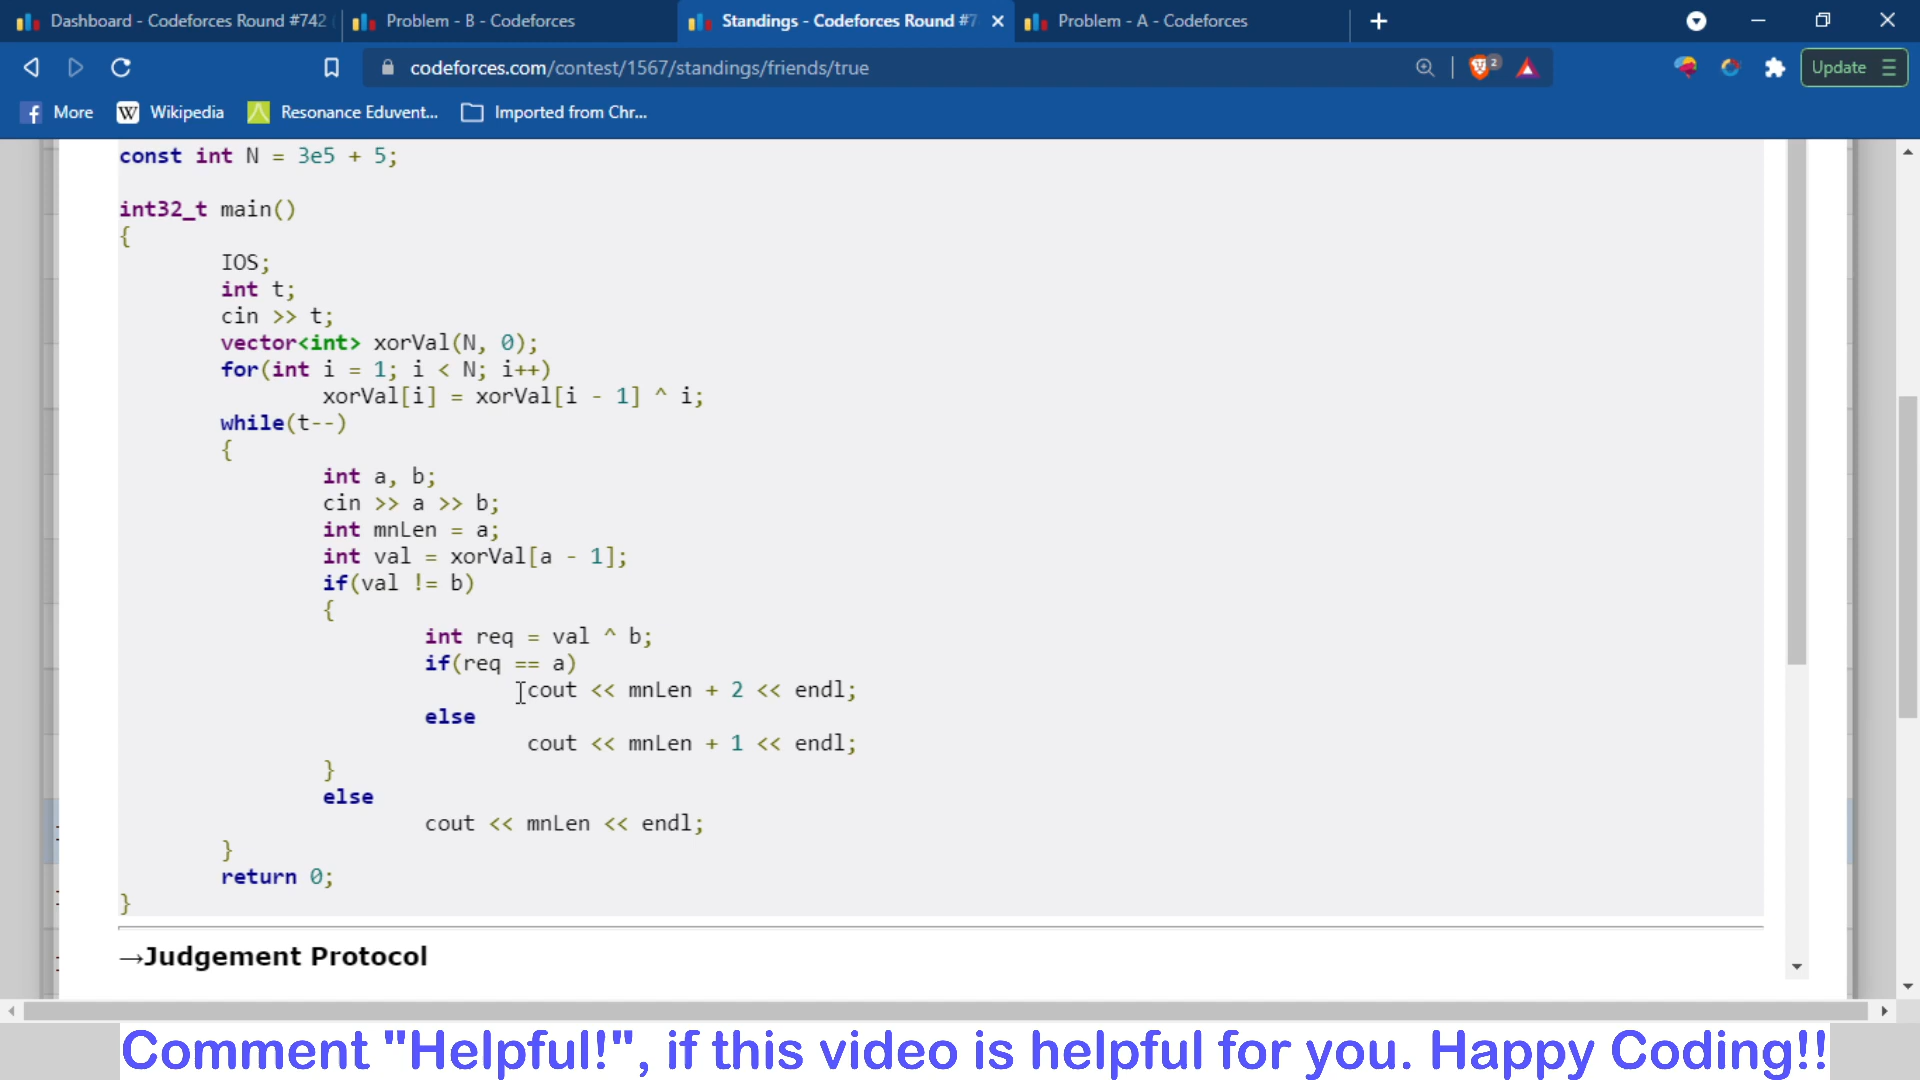 Dashboard - Codeforces Round #742
Problem - B - Codeforces
Standings - Codeforces Round #7
Problem - A - Codeforces
codeforces.com/contest/1567/standings/friends/true
2
Update
More
Wikipedia
Resonance Eduvent...
Imported from Chr...
const int N = 3e5 + 5;
int32_t main()
{
IOS;
int t;
cin >> t;
vector<int> xorVal(N, 0);
for(int i = 1; i < N; i++)
xorVal[i] = xorVal[i - 1] ^ i;
while(t--)
{
int a, b;
cin >> a >> b;
int mnLen = a;
int val = xorVal[a - 1];
if(val != b)
{
int req = val ^ b;
if(req == a)
cout << mnLen + 2 << endl;
else
cout << mnLen + 1 << endl;
}
else
cout << mnLen << endl;
}
return 0;
}
→Judgement Protocol
Comment "Helpful!", if this video is helpful for you. Happy Coding!!